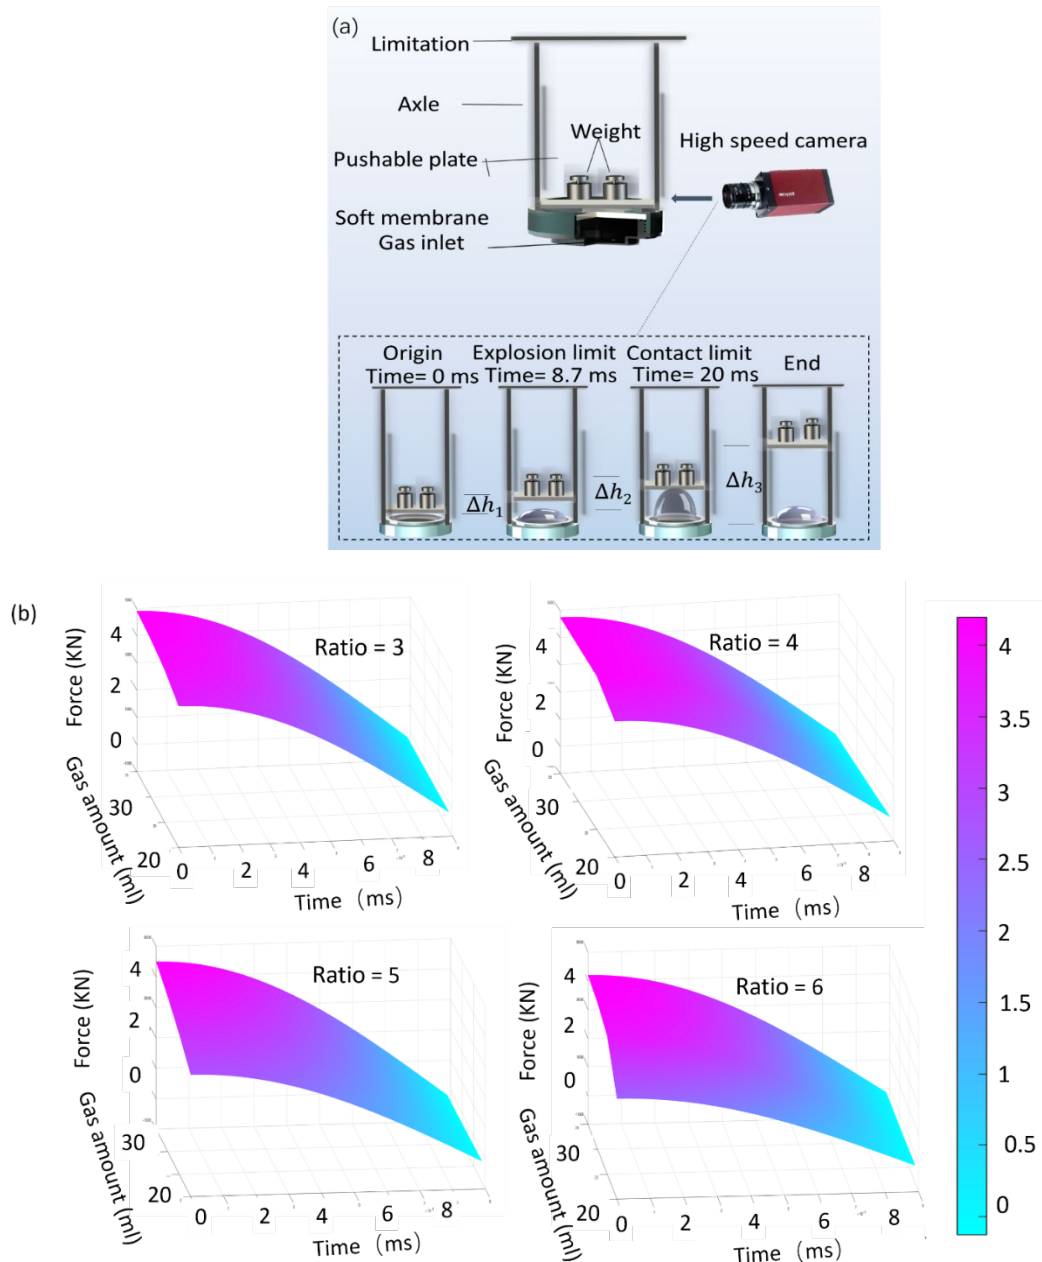 (a)
Limitation
Axle
Weight
High speed camera
Pushable plate
Soft membrane
Gas inlet
Origin
Time= 0 ms
Explosion limit
Time= 8.7 ms
Contact limit
Time= 20 ms
End
Δh1
Δh2
Δh3
(b)
Ratio = 3
Force (KN)
4
2
0
Gas amount (ml)
30
20
0 2 4 6 8
Time (ms)
Ratio = 4
Force (KN)
4
2
0
Gas amount (ml)
30
20
0 2 4 6 8
Time (ms)
Ratio = 5
Force (KN)
4
2
0
Gas amount (ml)
30
20
0 2 4 6 8
Time (ms)
Ratio = 6
Force (KN)
4
2
0
Gas amount (ml)
30
20
0 2 4 6 8
Time (ms)
4
3.5
3
2.5
2
1.5
1
0.5
0